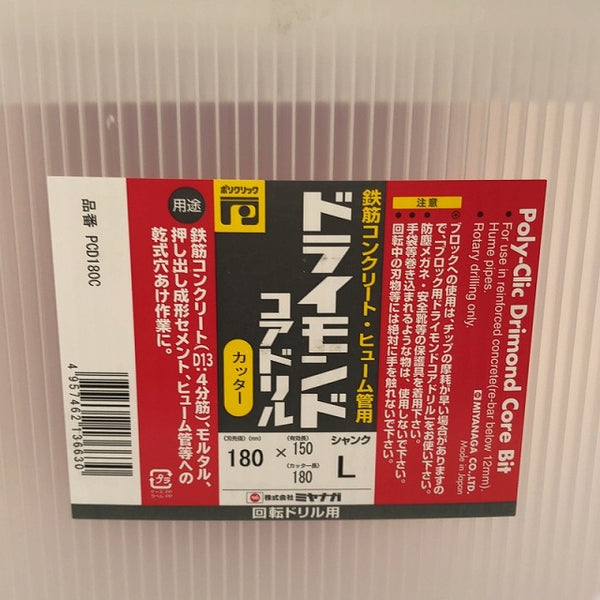 Poly-Clic Drimond Core Bit
● For use in reinforced concrete(re-bar below 12mm).
Hume pipes.
● Rotary drilling only.
MIYANAGA CO.,LTD.
Made in Japan
注意
ブロックへの使用は、チップの摩耗が早い場合がありますの
で、「ブロック用ドライモンドコアドリル」をお使い下さい。
● 防塵メガネ・安全靴等の保護具を着用下さい。
● 手袋等巻き込まれるような物は、使用しないで下さい。
● 回転中の刃物等には絶対に手を触れないで下さい。
鉄筋コンクリート・ヒューム管用
ドライモンド
コアドリル
カッター
ポリクリック
(刃先径)(mm)
180
×
(有効長)
150
(カッター長)
180
シャンク
L
株式会社ミヤナガ
回転ドリル用
用途
鉄筋コンクリート(D13:4分筋)、モルタル、
押し出し成形セメント、ヒューム管等への
乾式穴あけ作業に。
プラ
品番 PCD180C
4957462136630